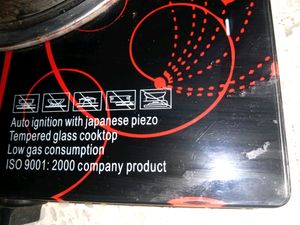 Auto ignition with japanese piezo
Tempered glass cooktop
Low gas consumption
ISO 9001: 2000 company product